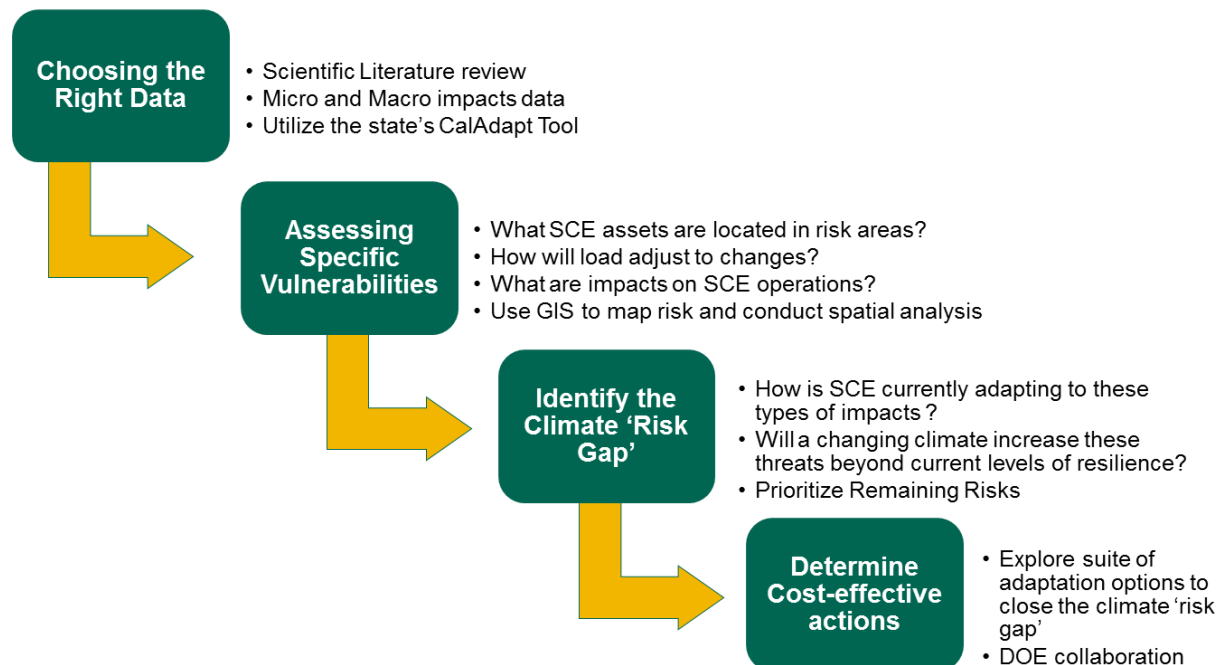 Choosing the
Right Data
• Scientific Literature review
• Micro and Macro impacts data
• Utilize the state's CalAdapt Tool
Assessing
Specific
Vulnerabilities
• What SCE assets are located in risk areas?
• How will load adjust to changes?
• What are impacts on SCE operations?
• Use GIS to map risk and conduct spatial analysis
Identify the
Climate ‘Risk
Gap’
• How is SCE currently adapting to these
types of impacts ?
• Will a changing climate increase these
threats beyond current levels of resilience?
• Prioritize Remaining Risks
Determine
Cost-effective
actions
• Explore suite of
adaptation options to
close the climate ‘risk
gap’
• DOE collaboration